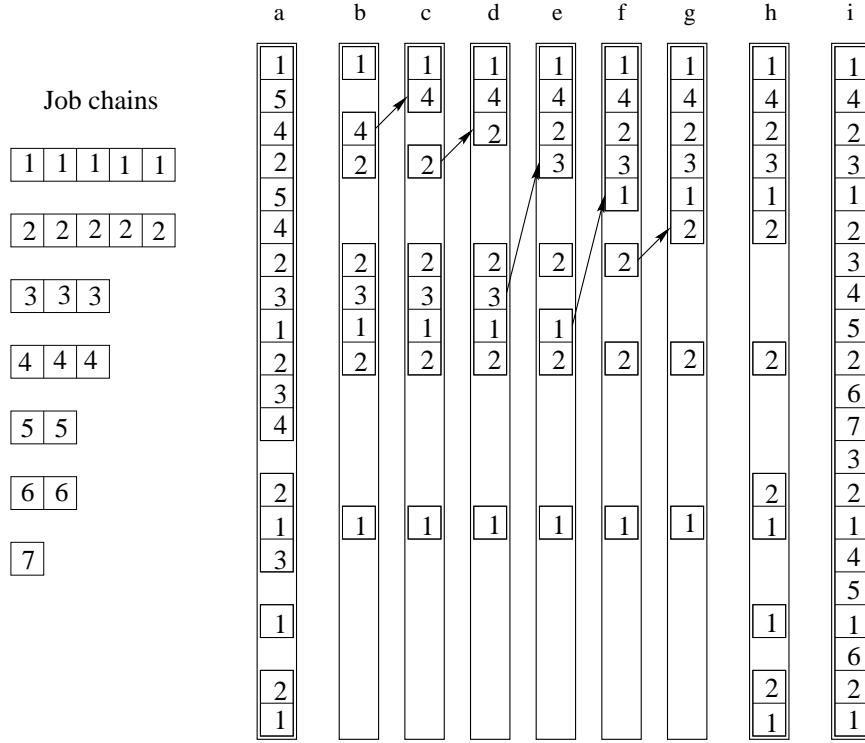 Job chains
1 1 1 1 1
2 2 2 2 2
3 3 3
4 4 4
5 5
6 6
7
a b c d e f g h i
1 1 1 1 1 1 1 1 1
5 4 4 4 4 4 4 4
4 4 2 2 2 2 2 2
2 2 2 3 3 3 3 3
5 1 1 1 1
4 2 2 2
2 2 2 2 2 2 3
3 3 3 3 4
1 1 1 1 1 5
2 2 2 2 2 2 2 2 2
3 6
4 7
3
2 2 2
1 1 1 1 1 1 1 1 1
3 4
5
1 1 1
6
2 2 2
1 1 1